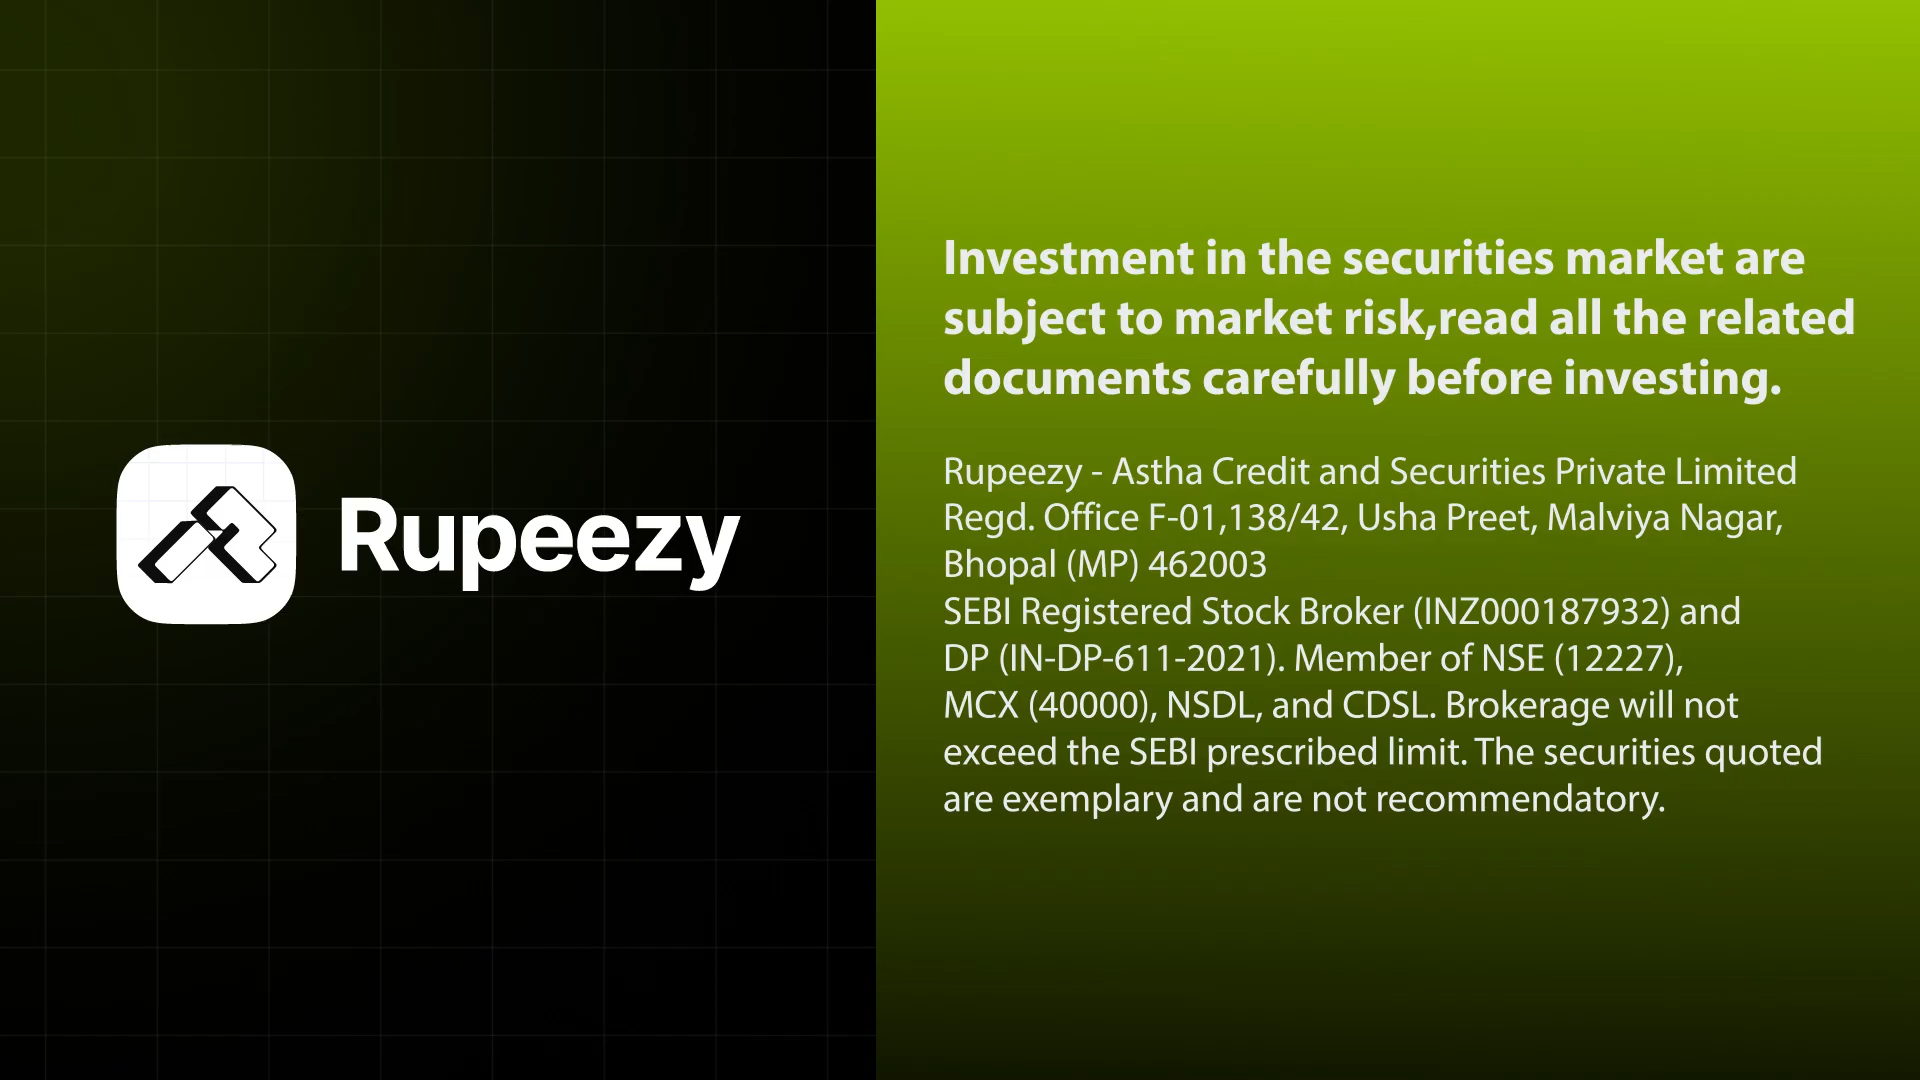 Rupeezy
Investment in the securities market are
subject to market risk,read all the related
documents carefully before investing.
Rupeezy - Astha Credit and Securities Private Limited
Regd. Office F-01,138/42, Usha Preet, Malviya Nagar,
Bhopal (MP) 462003
SEBI Registered Stock Broker (INZ000187932) and
DP (IN-DP-611-2021). Member of NSE (12227),
MCX (40000), NSDL, and CDSL. Brokerage will not
exceed the SEBI prescribed limit. The securities quoted
are exemplary and are not recommendatory.